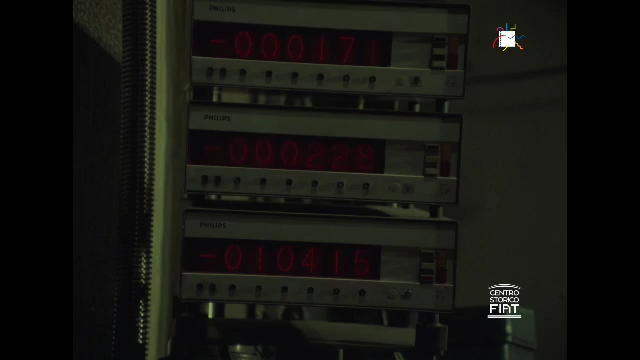 PHILIPS
-000171
PHILIPS
-000228
PHILIPS
-010415
CENTRO
STORICO
FIAT